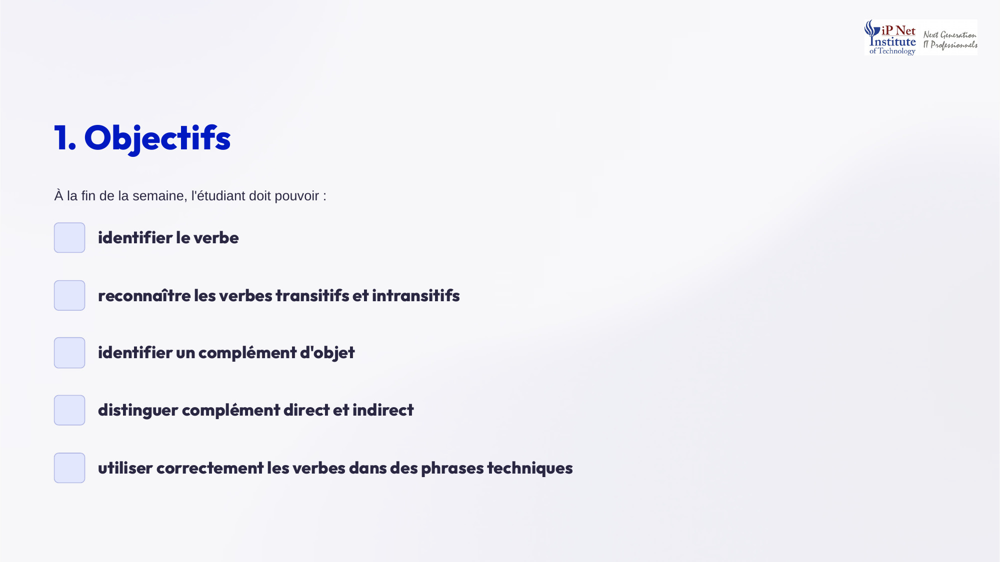 iP Net
Institute
of Technology
Next Generation
IT Professionnels
1. Objectifs
À la fin de la semaine, l'étudiant doit pouvoir :
identifier le verbe
reconnaître les verbes transitifs et intransitifs
identifier un complément d'objet
distinguer complément direct et indirect
utiliser correctement les verbes dans des phrases techniques